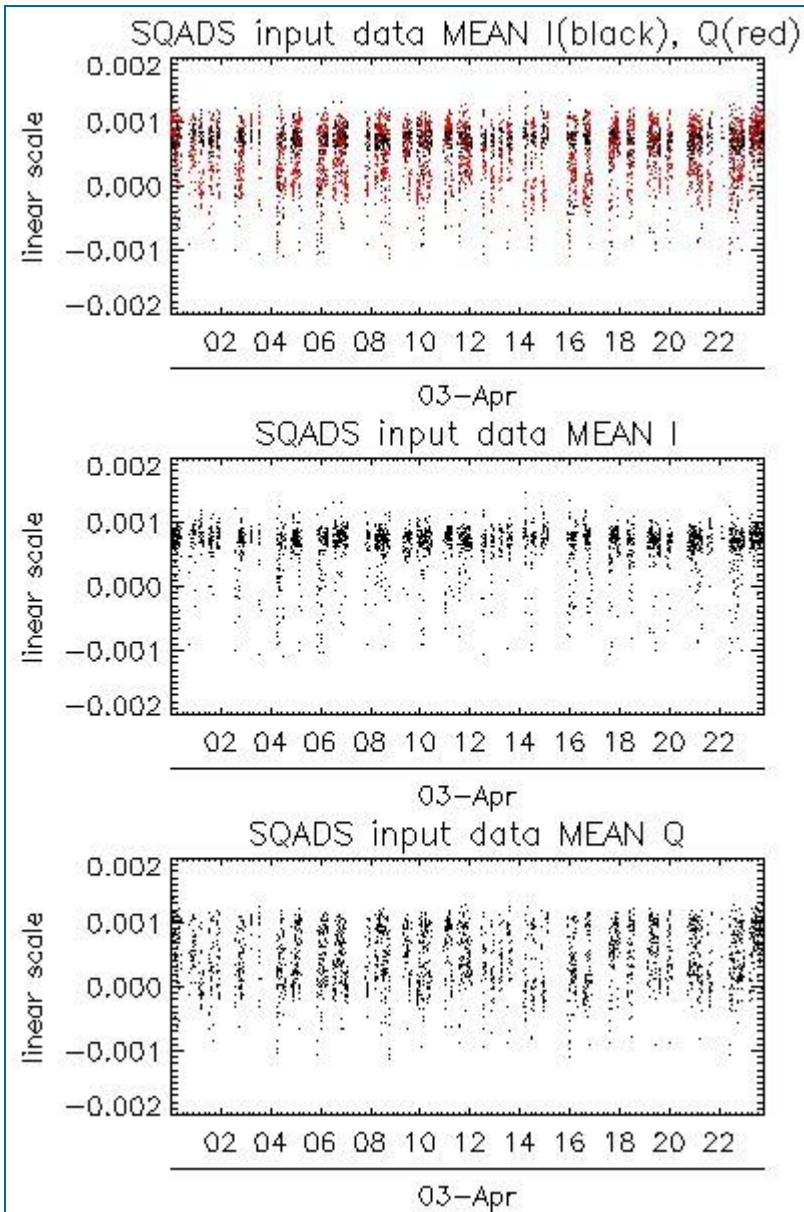 SQADS input data MEAN I(black), Q(red)
linear scale
0.002
0.001
0.000
−0.001
−0.002
02 04 06 08 10 12 14 16 18 20 22
03-Apr
SQADS input data MEAN I
linear scale
0.002
0.001
0.000
−0.001
−0.002
02 04 06 08 10 12 14 16 18 20 22
03-Apr
SQADS input data MEAN Q
linear scale
0.002
0.001
0.000
−0.001
−0.002
02 04 06 08 10 12 14 16 18 20 22
03-Apr